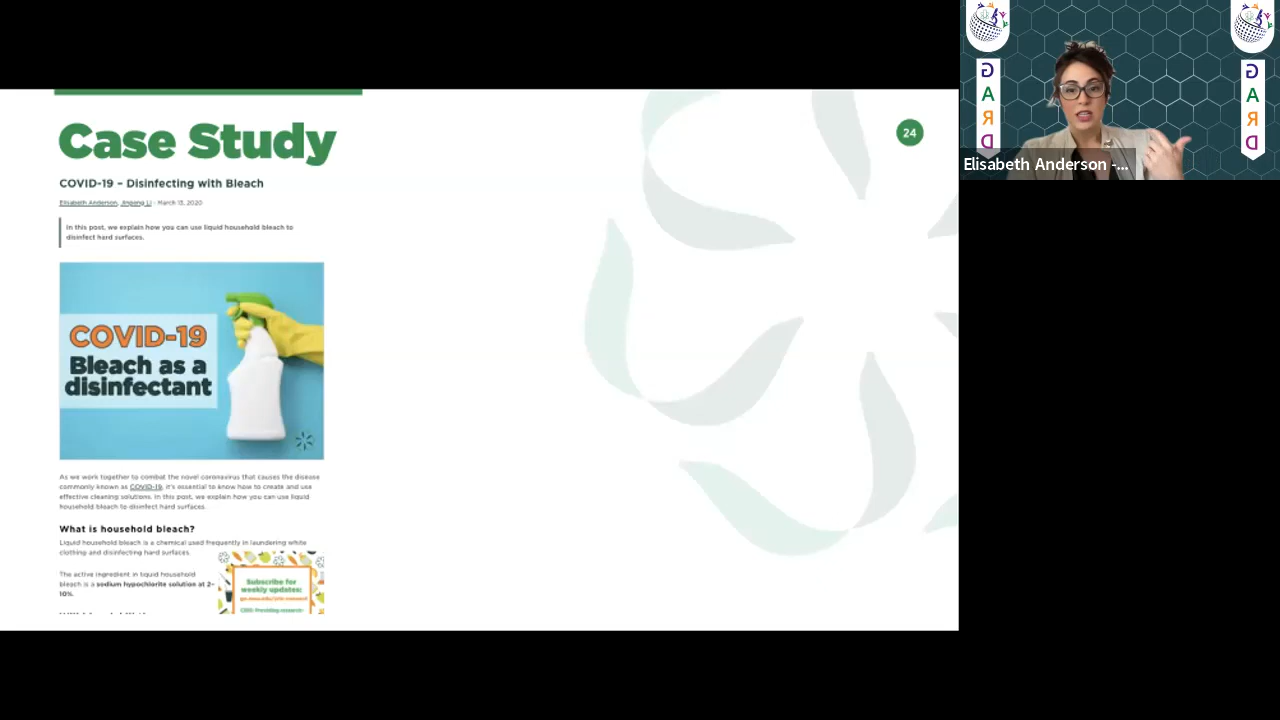 Case Study
24
COVID-19 – Disinfecting with Bleach
Elisabeth Anderson, Jinpeng Li - March 13, 2020
In this post, we explain how you can use liquid household bleach to
disinfect hard surfaces.
COVID-19
Bleach as a
disinfectant
As we work together to combat the novel coronavirus that causes the disease
commonly known as COVID-19, it's essential to know how to create and use
effective cleaning solutions. In this post, we explain how you can use liquid
household bleach to disinfect hard surfaces.
What is household bleach?
Liquid household bleach is a chemical used frequently in laundering white
clothing and disinfecting hard surfaces.
The active ingredient in liquid household
bleach is a sodium hypochlorite solution at 2-
10%.
Subscribe for
weekly updates:
CRIS: Providing research-
G
A
R
D
G
A
R
D
Elisabeth Anderson -...